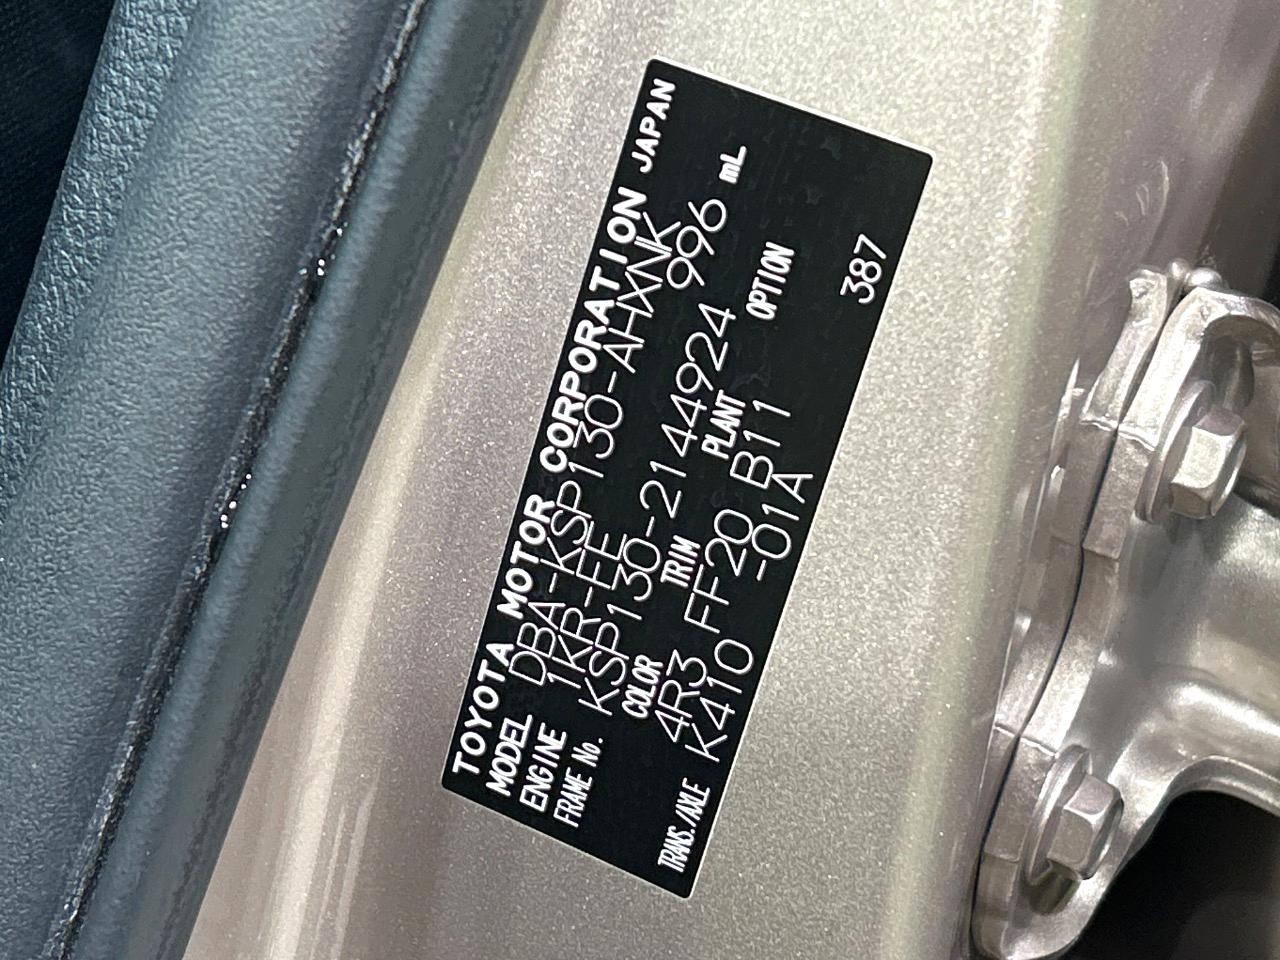 TOYOTA MOTOR CORPORATION JAPAN
MODEL DBA-KSP130-AHXNK
ENGINE 1KR-FE 996 mL
FRAME No. KSP130-2144924
COLOR TRIM PLANT OPTION
4R3 FF20 B11
TRANS./AXLE K410 -01A
387